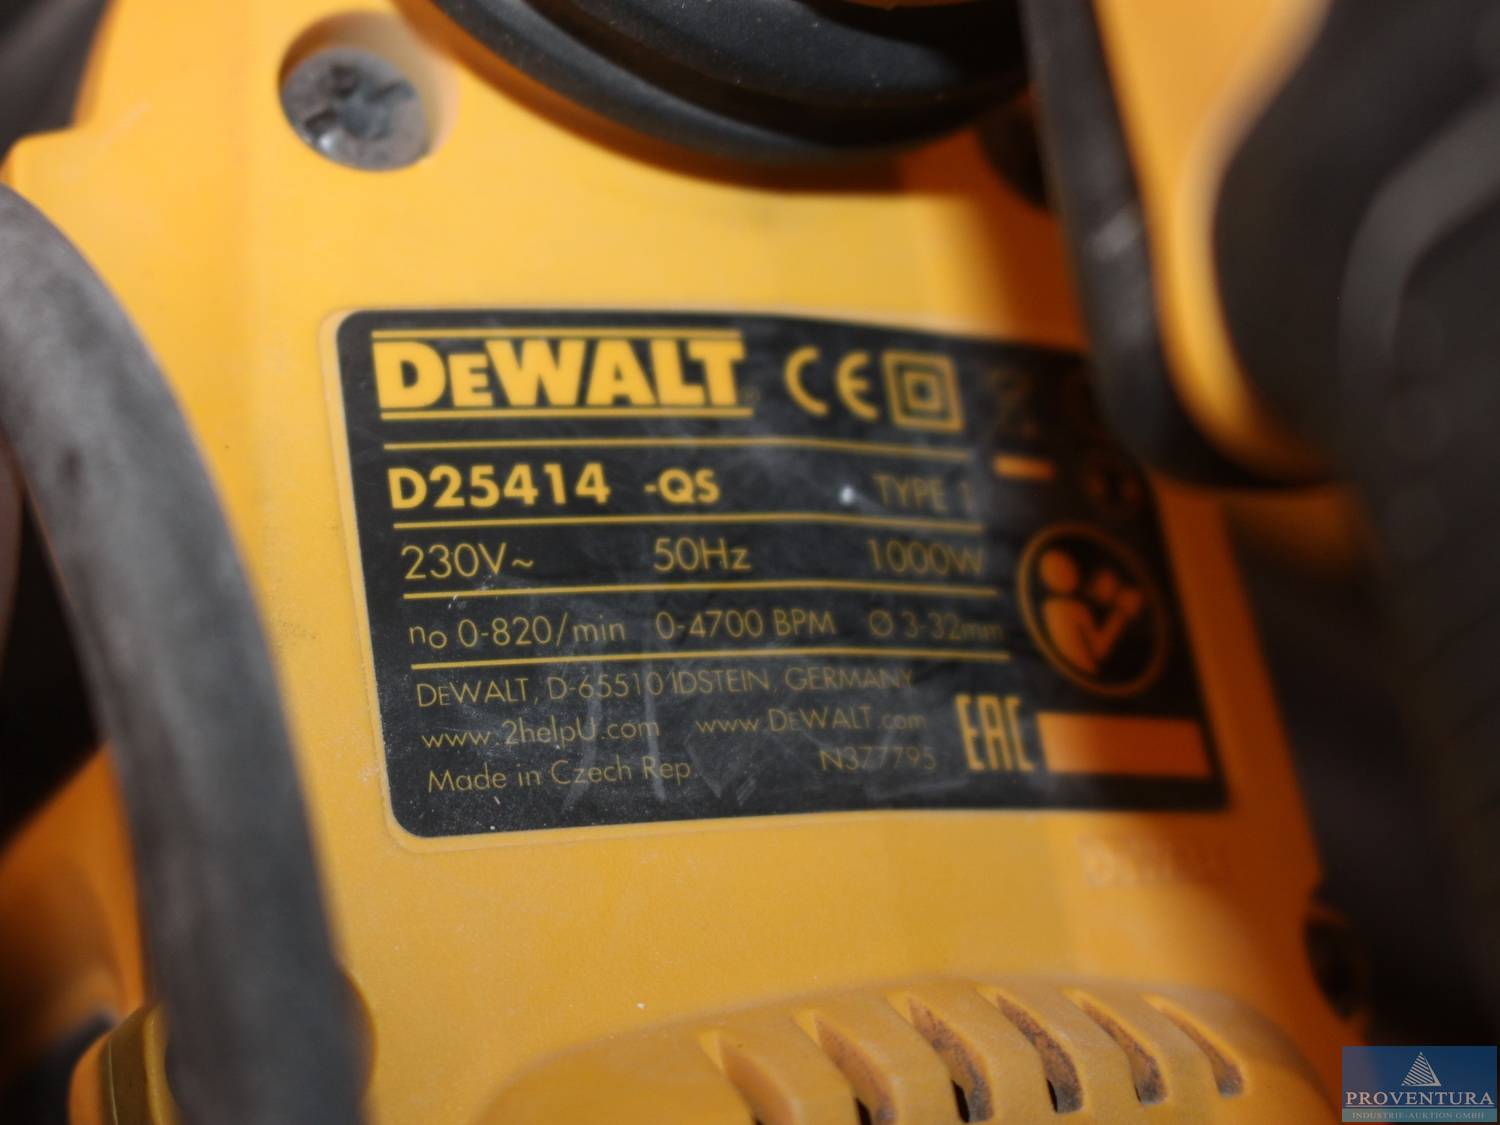 DeWALT CE
D25414 -QS TYPE 1
230V~ 50Hz 1000W
n₀ 0-820/min 0-4700 BPM Ø 3-32mm
DeWALT, D-65510 IDSTEIN, GERMANY
www.2helpU.com www.DeWALT.com
Made in Czech Rep. N377795 EAC
PROVENTURA
INDUSTRIE-AUKTION GMBH